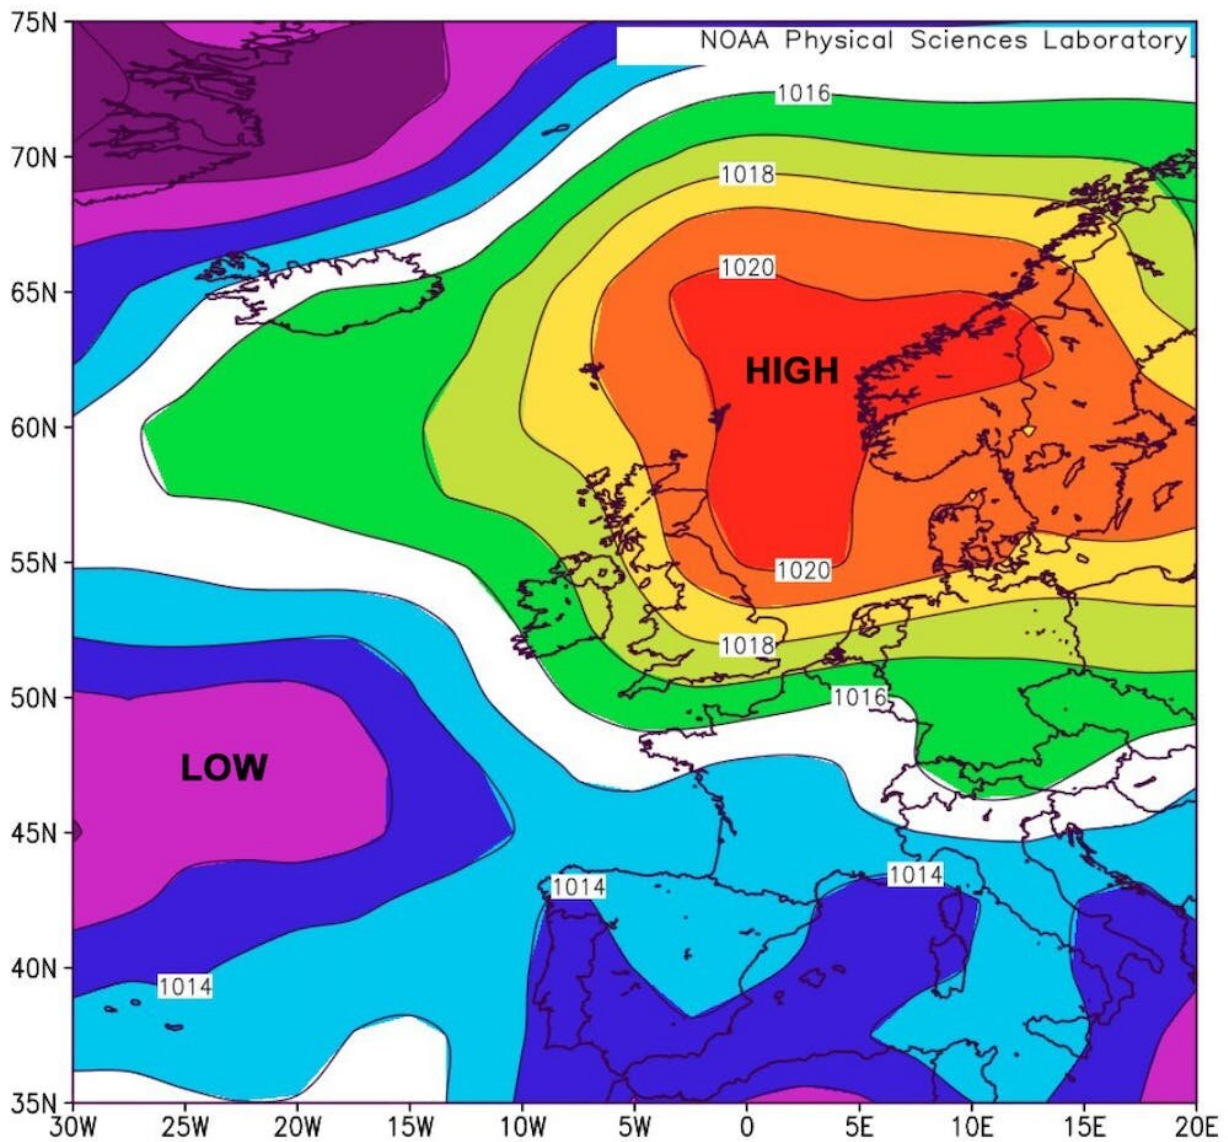 75N
NOAA Physical Sciences Laboratory
1016
70N
1018
65N
1020
HIGH
60N
55N
1020
1018
50N
1016
LOW
45N
1014
1014
40N
1014
35N
30W 25W 20W 15W 10W 5W 0 5E 10E 15E 20E